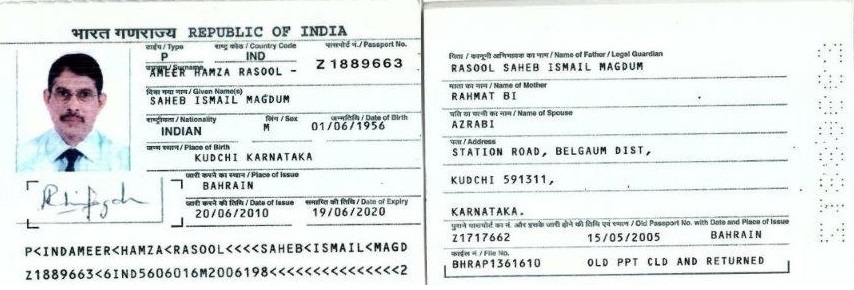 भारत गणराज्य REPUBLIC OF INDIA
टाईप / Type राष्ट्र कोड / Country Code पासपोर्ट नं. / Passport No.
P IND Z 1889663
उपनाम / Surname
AMEER HAMZA RASOOL -
दिया गया नाम / Given Name(s)
SAHEB ISMAIL MAGDUM
राष्ट्रीयता / Nationality लिंग / Sex जन्मतिथि / Date of Birth
INDIAN M 01/06/1956
जन्म स्थान / Place of Birth
KUDCHI KARNATAKA
जारी करने का स्थान / Place of Issue
BAHRAIN
जारी करने की तिथि / Date of Issue समाप्ति की तिथि / Date of Expiry
20/06/2010 19/06/2020
P<INDAMEER<HAMZA<RASOOL<<<<SAHEB<ISMAIL<MAGD
Z1889663<6IND5606016M2006198<<<<<<<<<<<<<<<2
पिता / कानूनी अभिभावक का नाम / Name of Father / Legal Guardian
RASOOL SAHEB ISMAIL MAGDUM
माता का नाम / Name of Mother
RAHMAT BI
पति या पत्नी का नाम / Name of Spouse
AZRABI
पता / Address
STATION ROAD, BELGAUM DIST,
KUDCHI 591311,
KARNATAKA.
पुराने पासपोर्ट का नं. और इसके जारी होने की तिथि एवं स्थान / Old Passport No. with Date and Place of Issue
Z1717662 15/05/2005 BAHRAIN
फाईल नं. / File No.
BHRAP1361610 OLD PPT CLD AND RETURNED